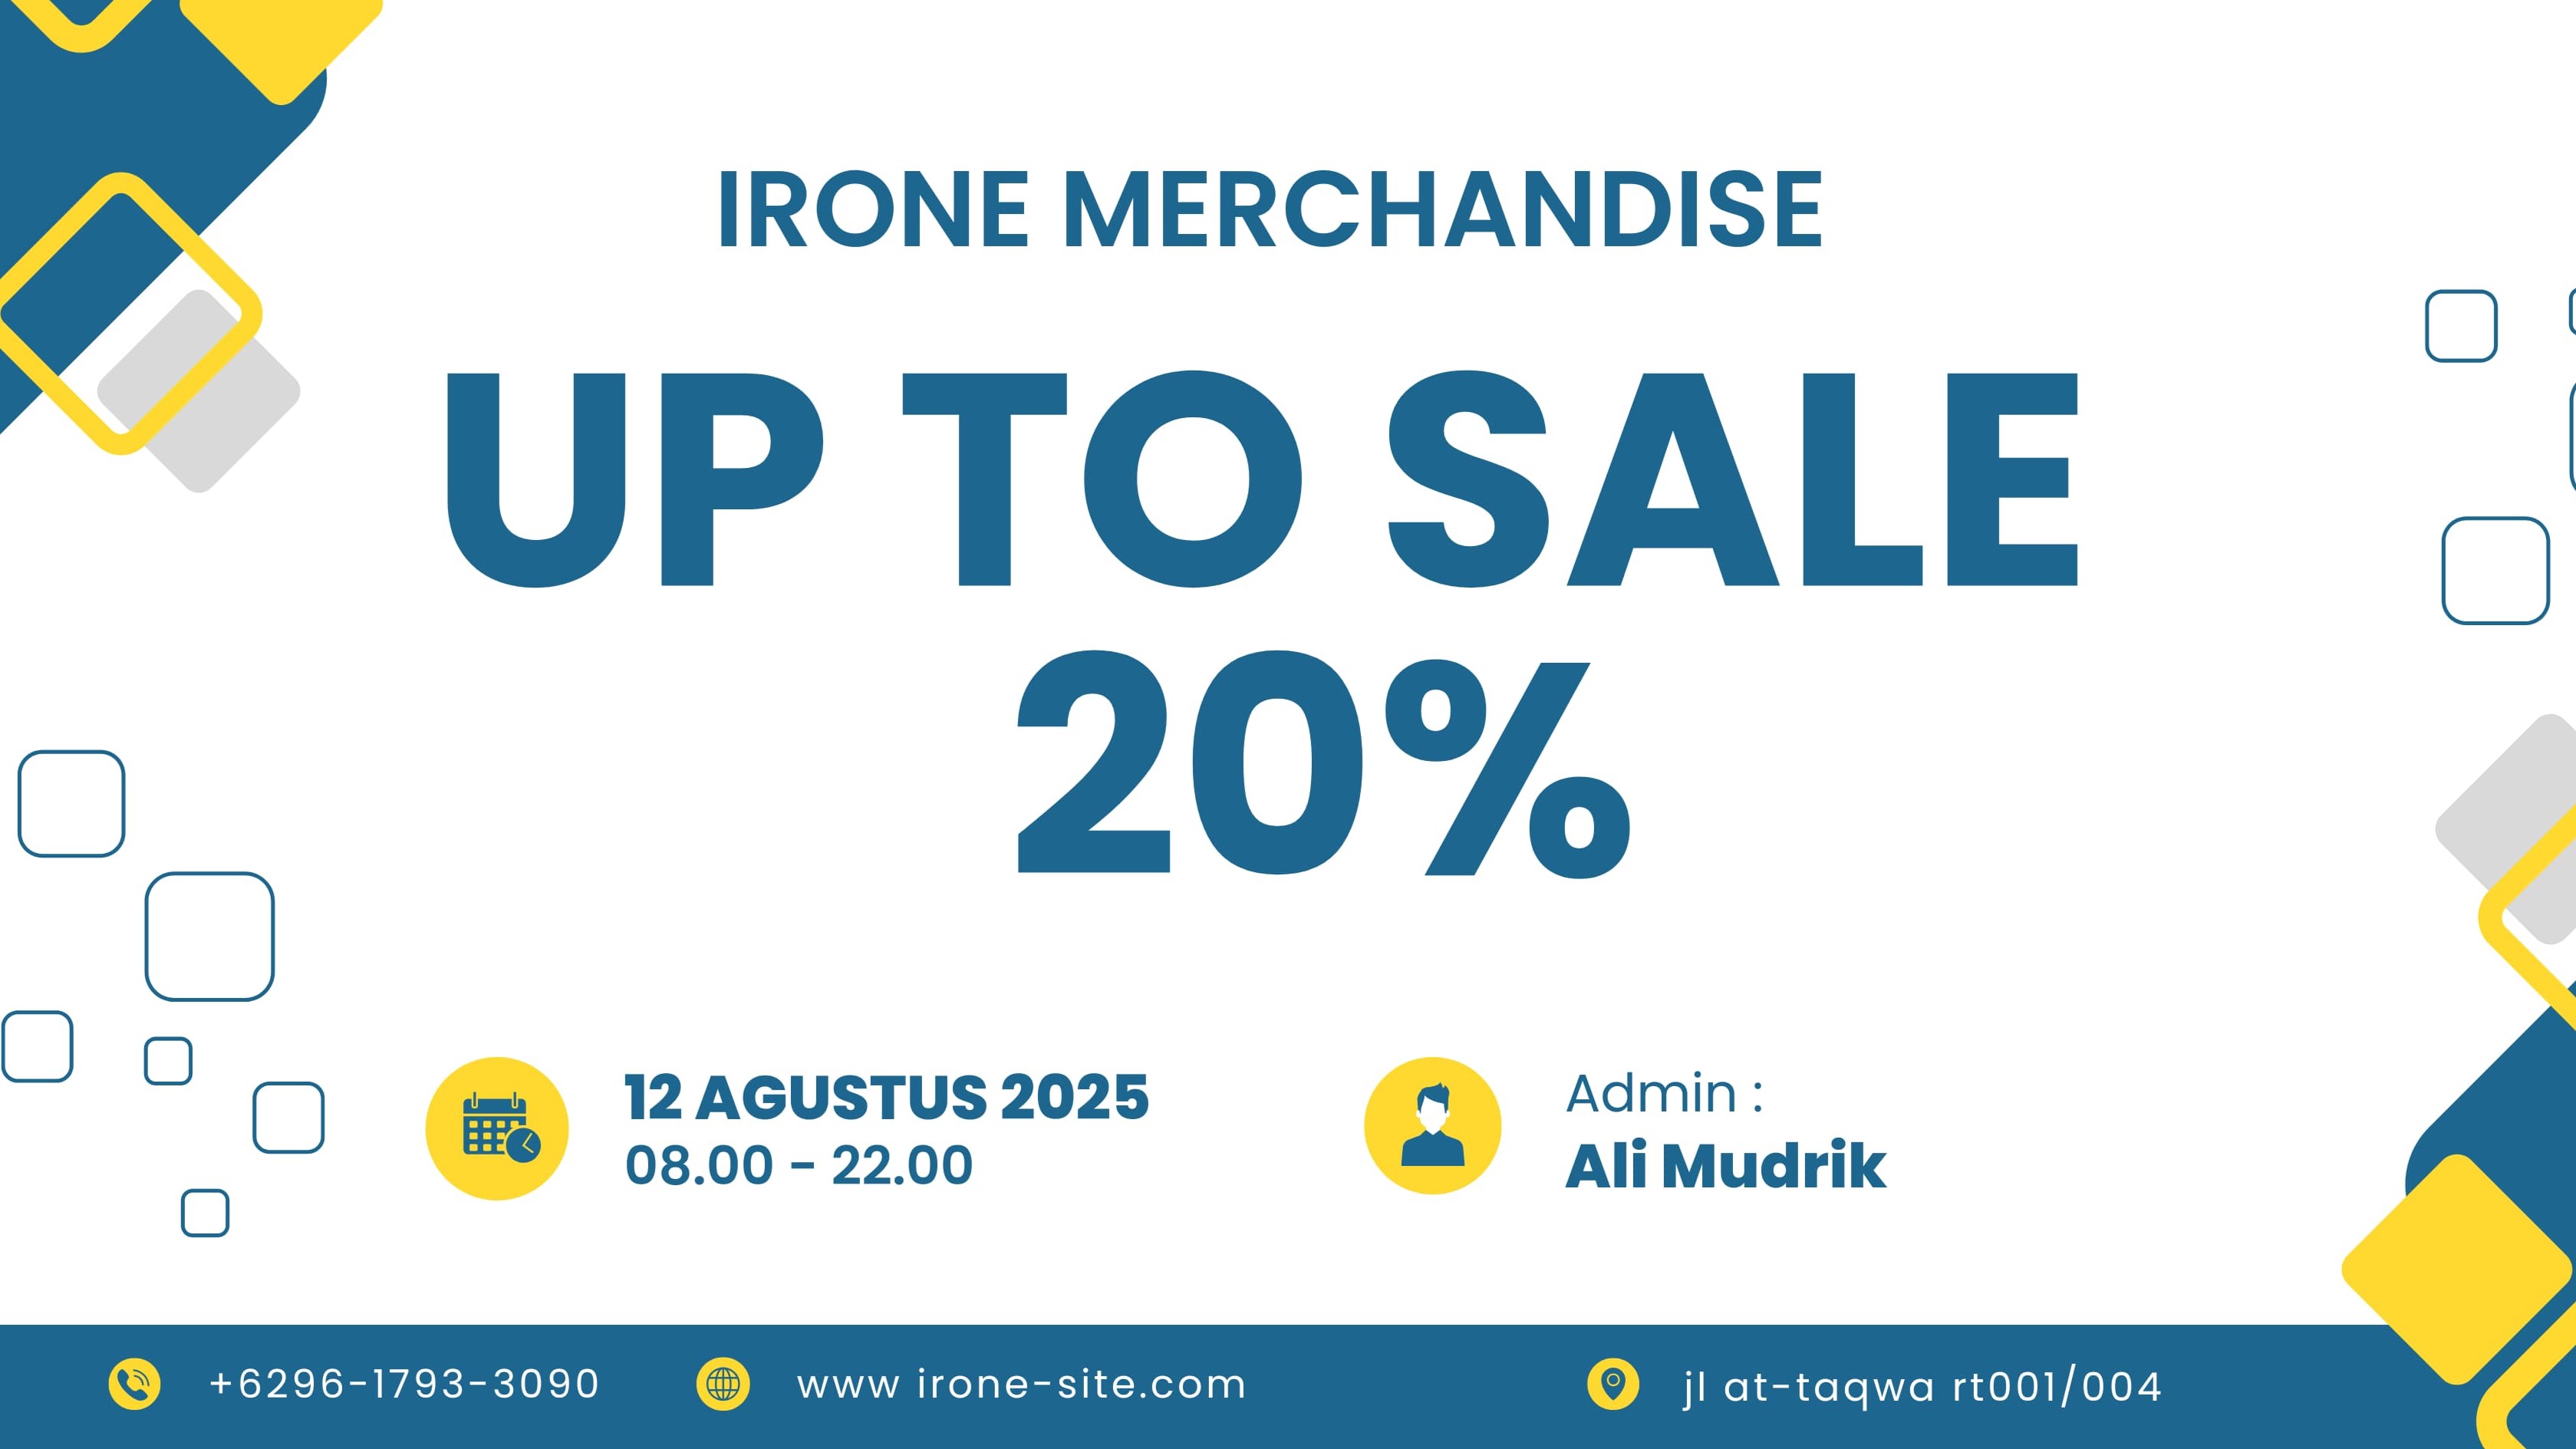 IRONE MERCHANDISE
UP TO SALE
20%
12 AGUSTUS 2025
08.00 - 22.00
Admin :
Ali Mudrik
+6296-1793-3090
www irone-site.com
jl at-taqwa rt001/004